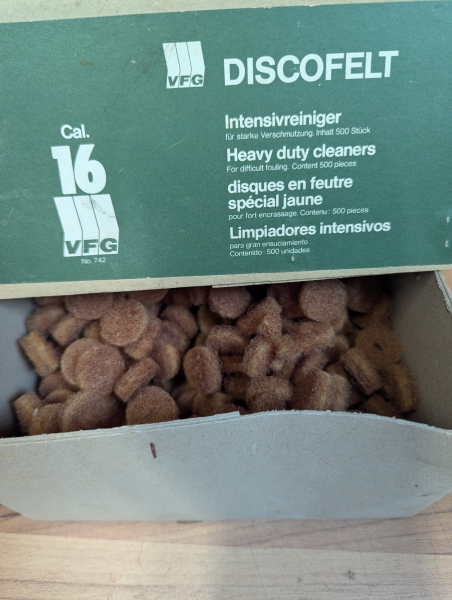 VFG
DISCOFELT
Cal.
16
VFG
No. 742
Intensivreiniger
für starke Verschmutzung. Inhalt 500 Stück
Heavy duty cleaners
For difficult fouling. Content 500 pieces
disques en feutre
spécial jaune
pour fort encrassage. Contenu: 500 pièces
Limpiadores intensivos
para gran ensuciamiento
Contenido: 500 unidades